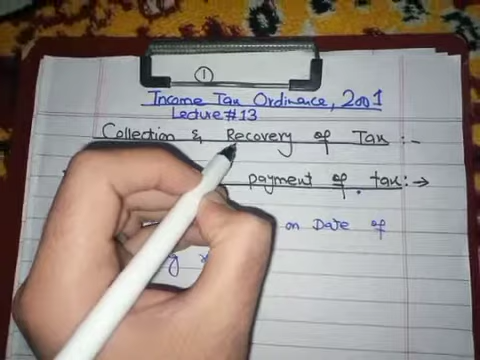 ①
Income Tax Ordinance, 2001
Lecture #13
Collection & Recovery of Tax :-
payment of tax :→
on Date of